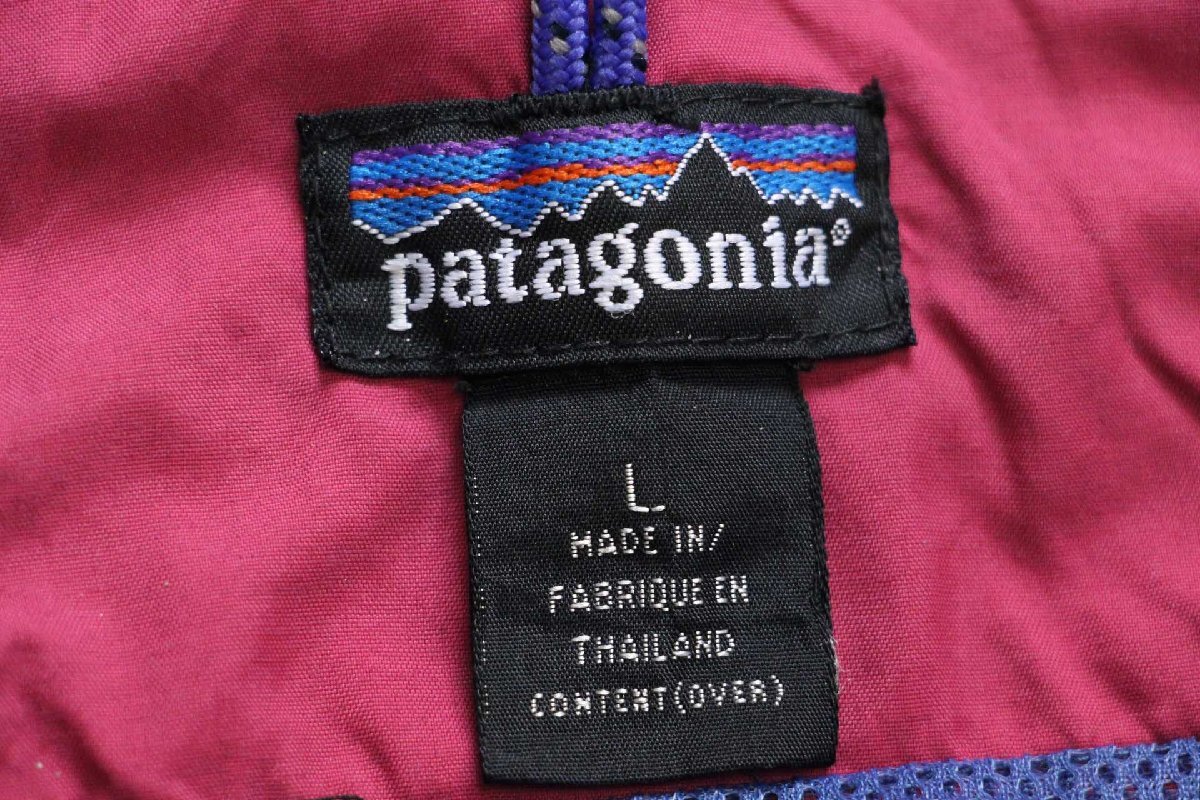 patagonia®
L
MADE IN/
FABRIQUE EN
THAILAND
CONTENT(OVER)